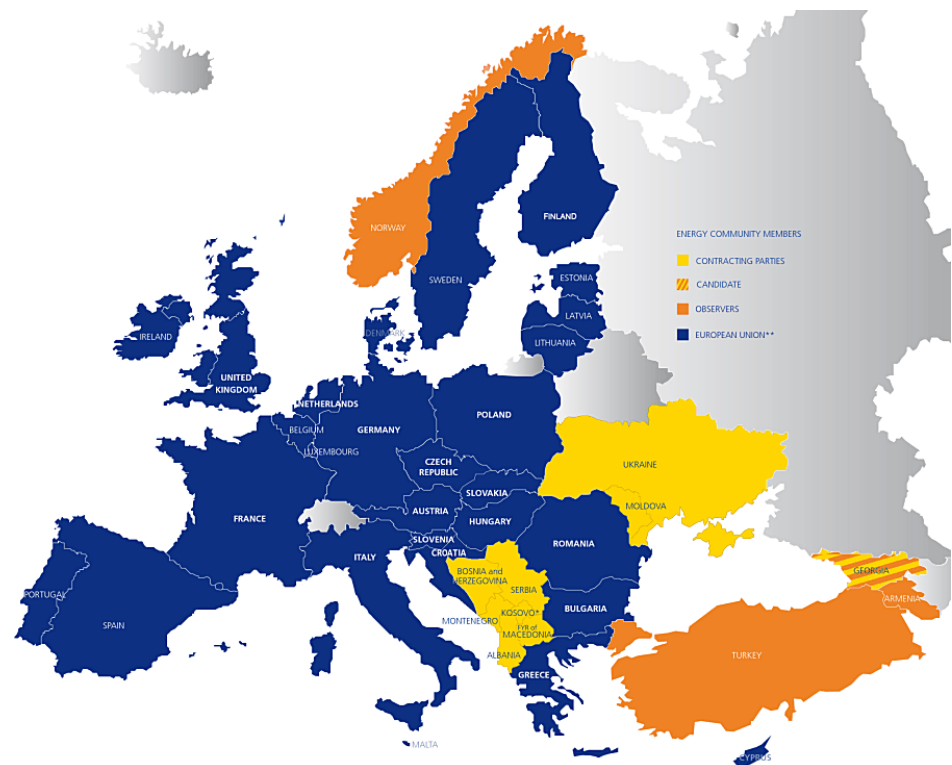 NORWAY
FINLAND
SWEDEN
ENERGY COMMUNITY MEMBERS
CONTRACTING PARTIES
CANDIDATE
OBSERVERS
EUROPEAN UNION**
ESTONIA
LATVIA
LITHUANIA
DENMARK
IRELAND
UNITED
KINGDOM
NETHERLANDS
BELGIUM
LUXEMBOURG
GERMANY
POLAND
CZECH
REPUBLIC
SLOVAKIA
UKRAINE
MOLDOVA
AUSTRIA
HUNGARY
FRANCE
SLOVENIA
CROATIA
ITALY
ROMANIA
BOSNIA and
HERZEGOVINA
SERBIA
GEORGIA
ARMENIA
PORTUGAL
SPAIN
MONTENEGRO
KOSOVO*
FYR of
MACEDONIA
BULGARIA
ALBANIA
GREECE
TURKEY
MALTA
CYPRUS